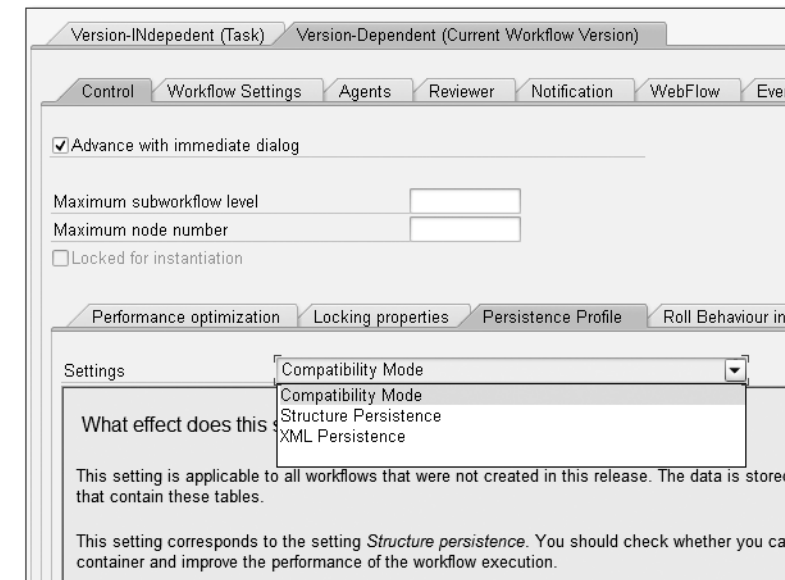 Version-INdepedent (Task) Version-Dependent (Current Workflow Version)
Control Workflow Settings Agents Reviewer Notification WebFlow Eve
Advance with immediate dialog
Maximum subworkflow level
Maximum node number
Locked for instantiation
Performance optimization Locking properties Persistence Profile Roll Behaviour in
Settings Compatibility Mode
Compatibility Mode
Structure Persistence
XML Persistence
What effect does this s
This setting is applicable to all workflows that were not created in this release. The data is stored
that contain these tables.
This setting corresponds to the setting Structure persistence. You should check whether you ca
container and improve the performance of the workflow execution.